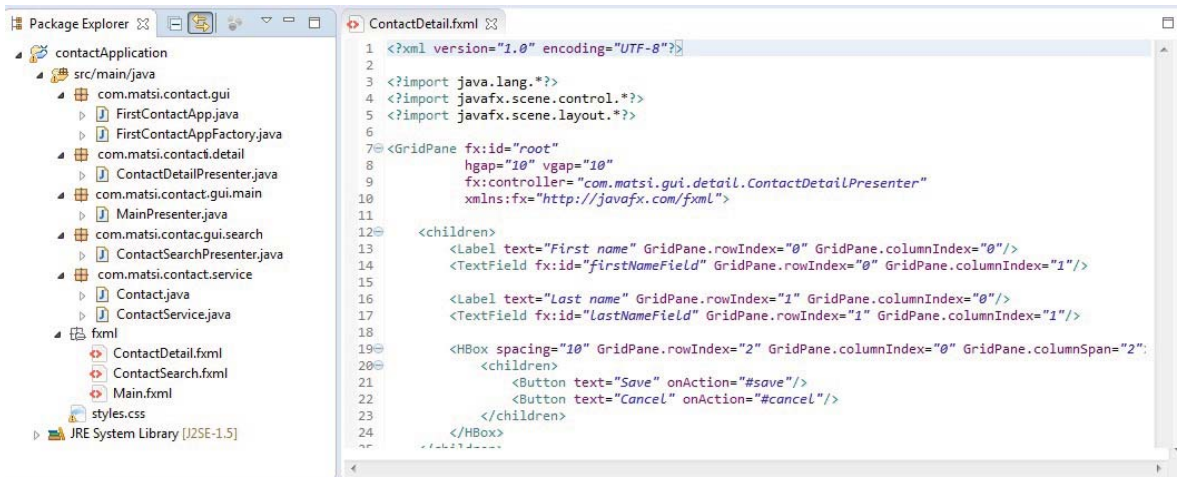 Package Explorer
contactApplication
src/main/java
com.matsi.contact.gui
FirstContactApp.java
FirstContactAppFactory.java
com.matsi.contacti.detail
ContactDetailPresenter.java
com.matsi.contact.gui.main
MainPresenter.java
com.matsi.contac.gui.search
ContactSearchPresenter.java
com.matsi.contact.service
Contact.java
ContactService.java
fxml
ContactDetail.fxml
ContactSearch.fxml
Main.fxml
styles.css
JRE System Library [J2SE-1.5]
ContactDetail.fxml
1 <?xml version="1.0" encoding="UTF-8"?>
2
3 <?import java.lang.*?>
4 <?import javafx.scene.control.*?>
5 <?import javafx.scene.layout.*?>
6
7 <GridPane fx:id="root"
8 hgap="10" vgap="10"
9 fx:controller="com.matsi.gui.detail.ContactDetailPresenter"
10 xmlns:fx="http://javafx.com/fxml">
11
12 <children>
13 <Label text="First name" GridPane.rowIndex="0" GridPane.columnIndex="0"/>
14 <TextField fx:id="firstNameField" GridPane.rowIndex="0" GridPane.columnIndex="1"/>
15
16 <Label text="Last name" GridPane.rowIndex="1" GridPane.columnIndex="0"/>
17 <TextField fx:id="lastNameField" GridPane.rowIndex="1" GridPane.columnIndex="1"/>
18
19 <HBox spacing="10" GridPane.rowIndex="2" GridPane.columnIndex="0" GridPane.columnSpan="2"
20 <children>
21 <Button text="Save" onAction="#save"/>
22 <Button text="Cancel" onAction="#cancel"/>
23 </children>
24 </HBox>